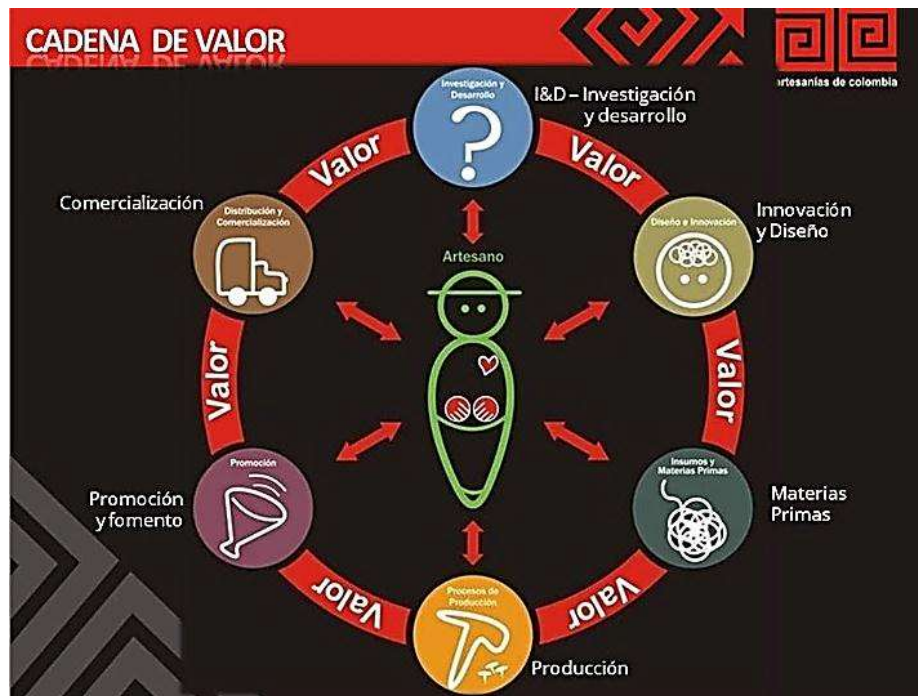 CADENA DE VALOR
artesanías de colombia
Investigación y
Desarrollo
I&D – Investigación
y desarrollo
Valor
Valor
Comercialización
Distribución y
Comercialización
Diseño e Innovación
Innovación
y Diseño
Artesano
Valor
Valor
Promoción
Promoción
y fomento
Insumos y
Materias Primas
Materias
Primas
Valor
Valor
Procesos de
Producción
Producción